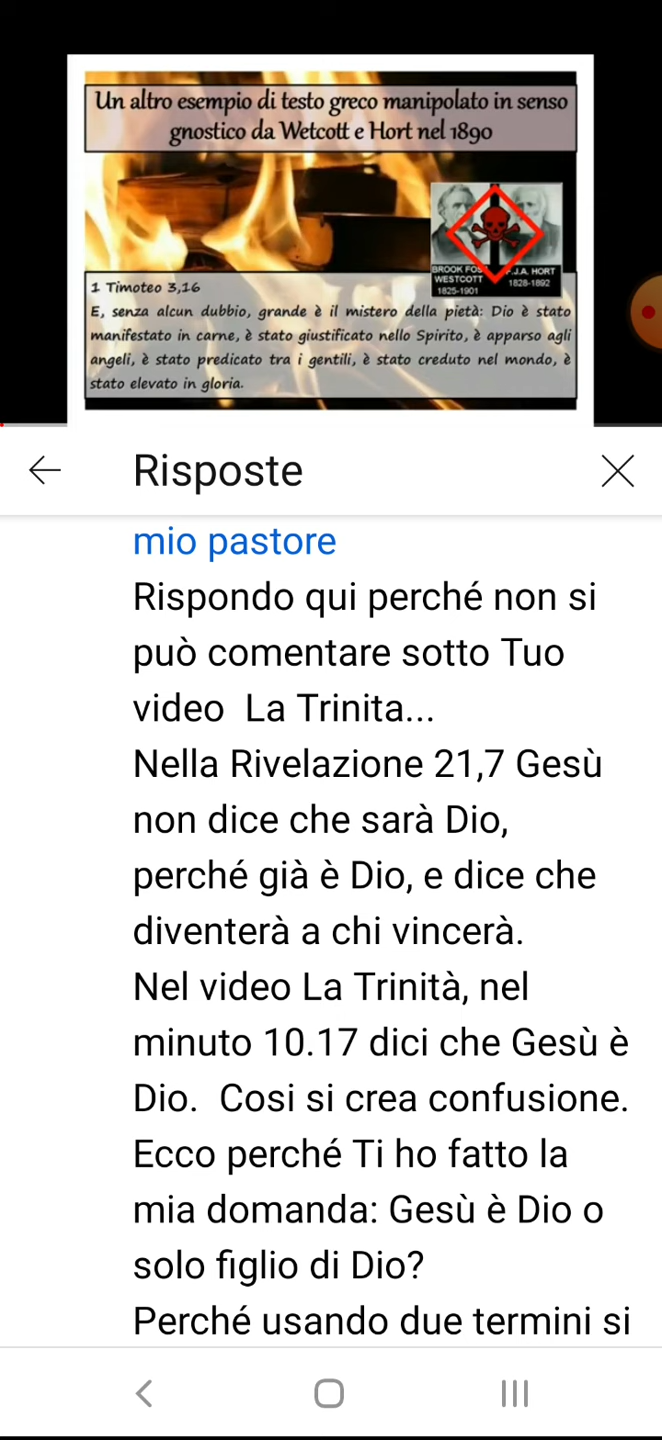 Un altro esempio di testo greco manipolato in senso
gnostico da Wetcott e Hort nel 1890
BROOK FOS
WESTCOTT
1825-1901
F.J.A. HORT
1828-1892
1 Timoteo 3,16
E, senza alcun dubbio, grande è il mistero della pietà: Dio è stato
manifestato in carne, è stato giustificato nello Spirito, è apparso agli
angeli, è stato predicato tra i gentili, è stato creduto nel mondo, è
stato elevato in gloria.
Risposte
mio pastore
Rispondo qui perché non si
può comentare sotto Tuo
video  La Trinita...
Nella Rivelazione 21,7 Gesù
non dice che sarà Dio,
perché già è Dio, e dice che
diventerà a chi vincerà.
Nel video La Trinità, nel
minuto 10.17 dici che Gesù è
Dio.  Cosi si crea confusione.
Ecco perché Ti ho fatto la
mia domanda: Gesù è Dio o
solo figlio di Dio?
Perché usando due termini si